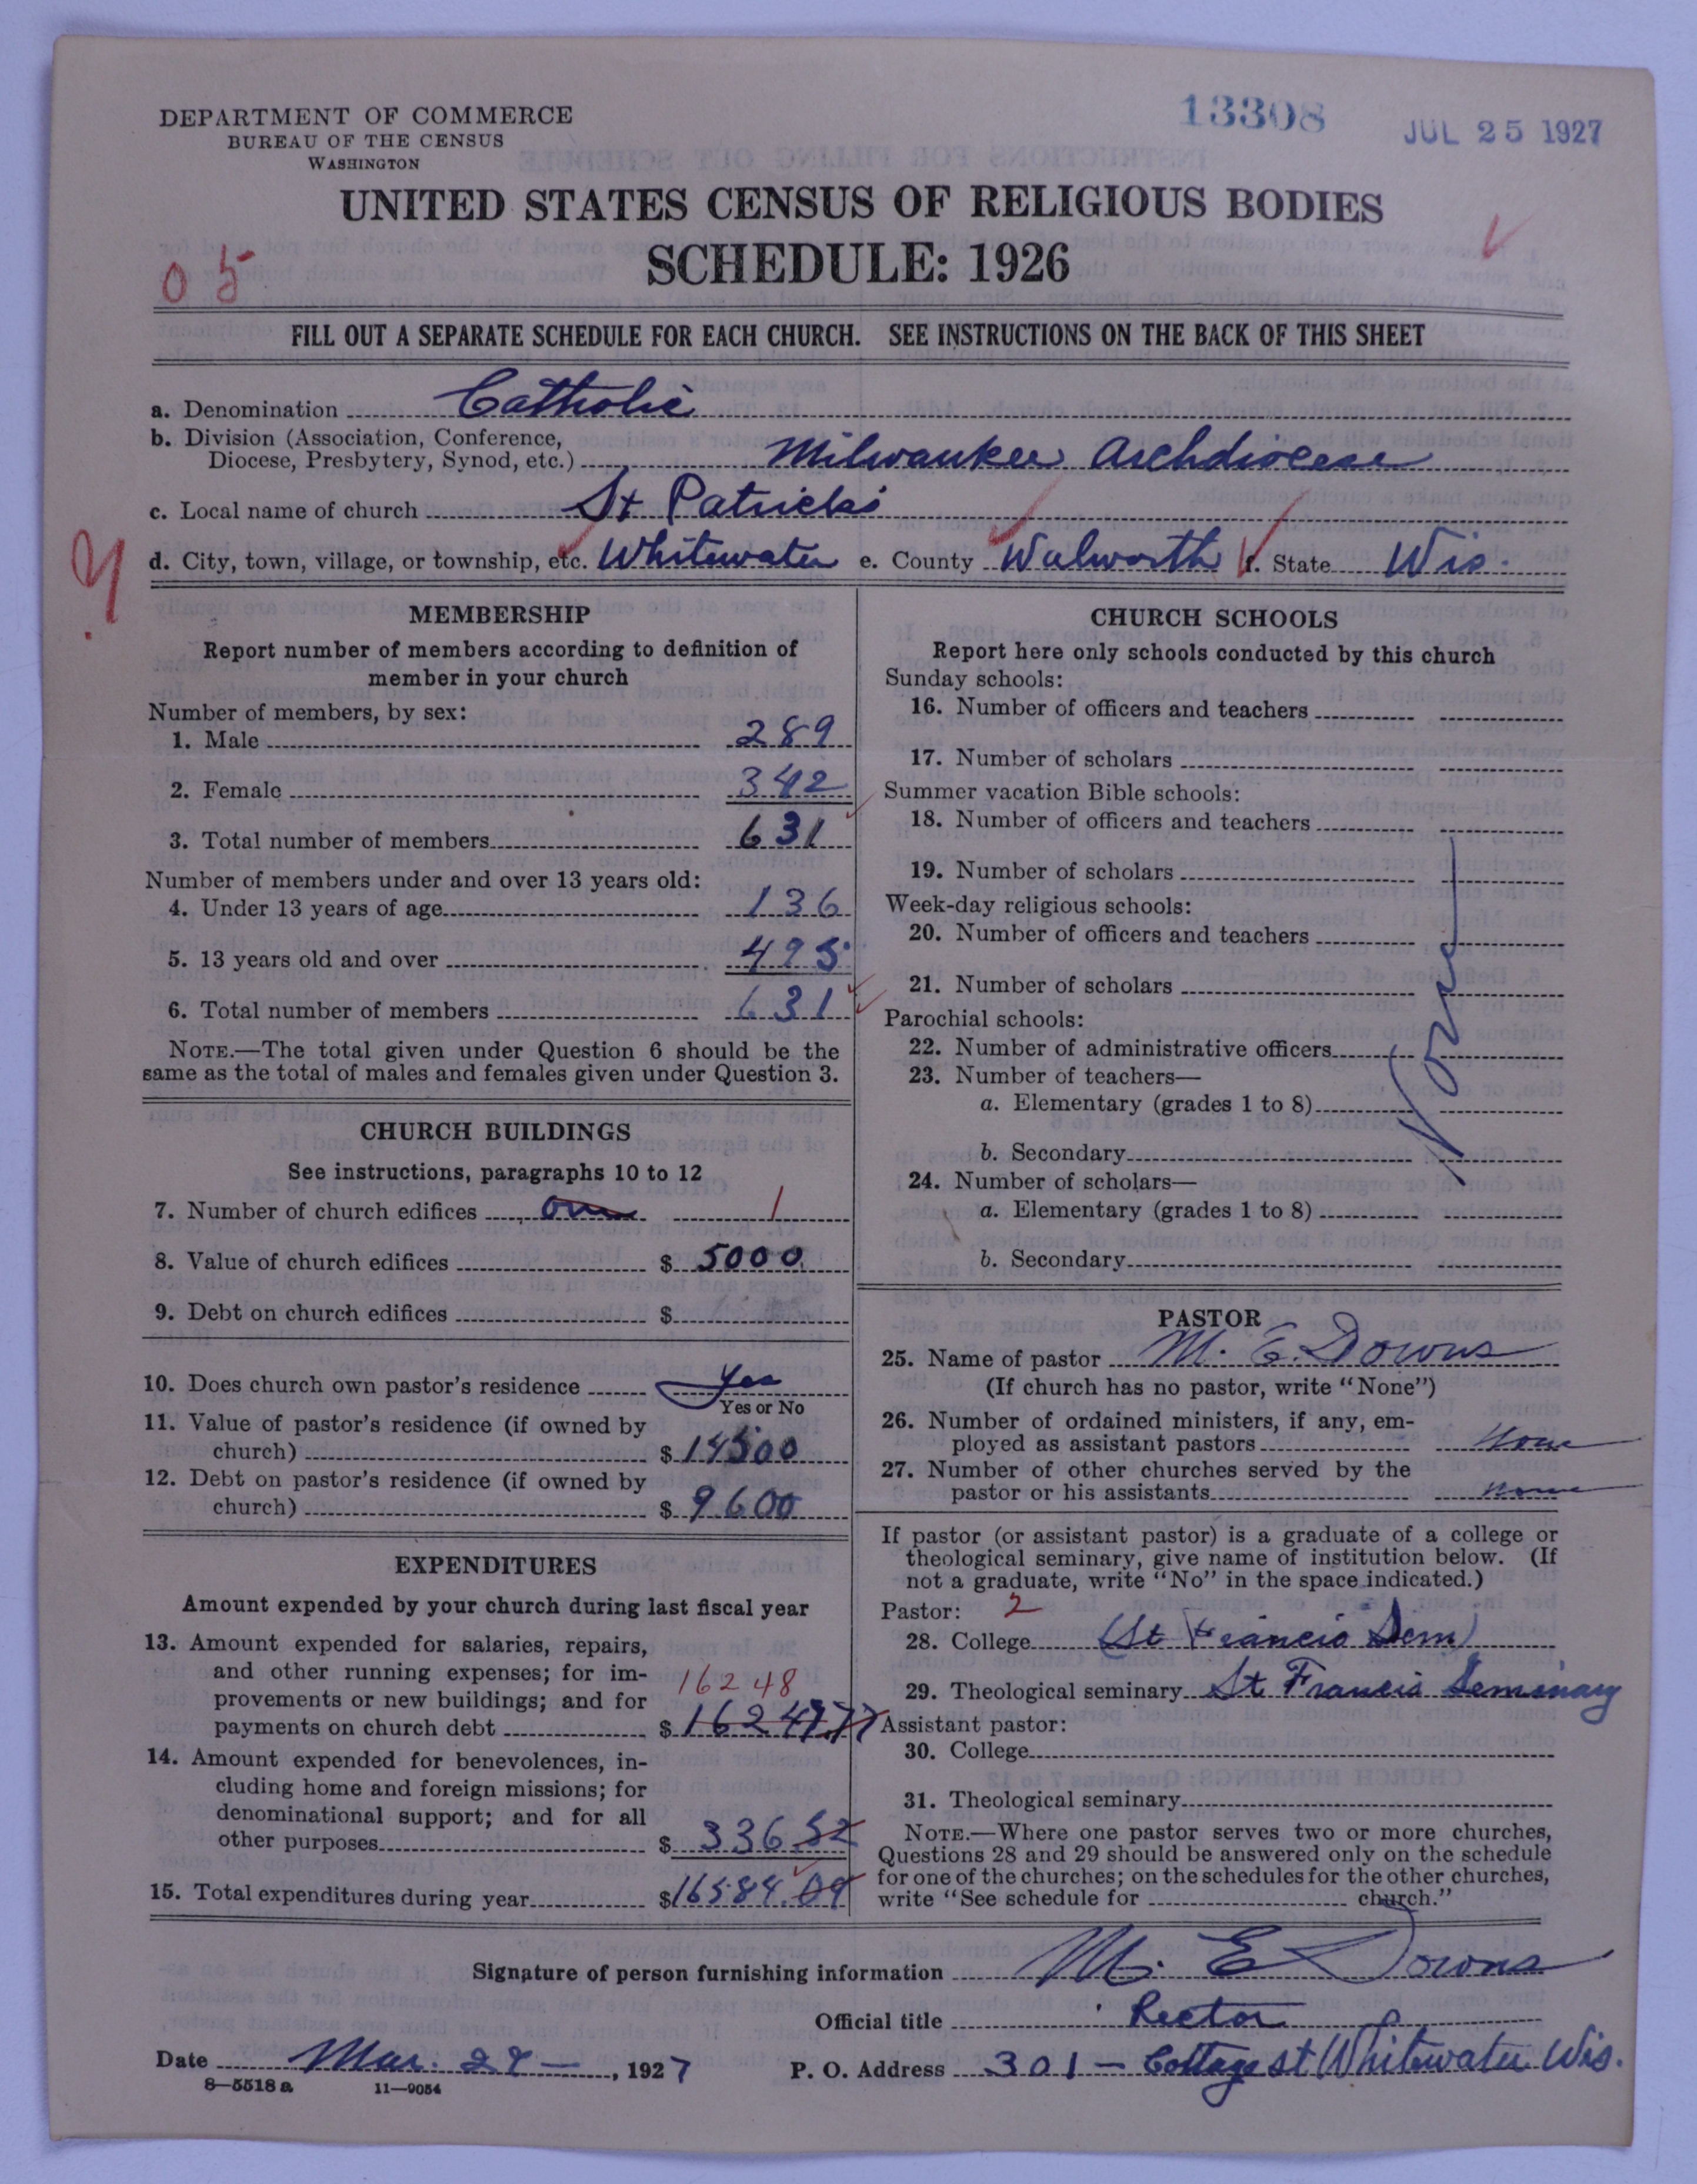 DEPARTMENT OF COMMERCE
BUREAU OF THE CENSUS
WASHINGTON
13308
JUL 25 1927
UNITED STATES CENSUS OF RELIGIOUS BODIES
SCHEDULE: 1926
05
FILL OUT A SEPARATE SCHEDULE FOR EACH CHURCH. SEE INSTRUCTIONS ON THE BACK OF THIS SHEET
a. Denomination Catholic
b. Division (Association, Conference,
Diocese, Presbytery, Synod, etc.) Milwaukee Archdiocese
c. Local name of church St Patricks
d. City, town, village, or township, etc. Whitewater e. County Walworth f. State Wis.
MEMBERSHIP
Report number of members according to definition of
member in your church
Number of members, by sex:
1. Male 289
2. Female 342
3. Total number of members 631
Number of members under and over 13 years old:
4. Under 13 years of age 136
5. 13 years old and over 495
6. Total number of members 631
NOTE.—The total given under Question 6 should be the
same as the total of males and females given under Question 3.
CHURCH BUILDINGS
See instructions, paragraphs 10 to 12
7. Number of church edifices one 1
8. Value of church edifices $ 5000
9. Debt on church edifices $
10. Does church own pastor's residence Yes
Yes or No
11. Value of pastor's residence (if owned by
church) $ 14500
12. Debt on pastor's residence (if owned by
church) $ 9600
EXPENDITURES
Amount expended by your church during last fiscal year
13. Amount expended for salaries, repairs,
and other running expenses; for im-
provements or new buildings; and for
16248
payments on church debt $ 16247.77
14. Amount expended for benevolences, in-
cluding home and foreign missions; for
denominational support; and for all
other purposes $ 336.32
15. Total expenditures during year $16584.09
CHURCH SCHOOLS
Report here only schools conducted by this church
Sunday schools:
16. Number of officers and teachers
17. Number of scholars
Summer vacation Bible schools:
18. Number of officers and teachers
19. Number of scholars
Week-day religious schools:
20. Number of officers and teachers
21. Number of scholars
Parochial schools:
22. Number of administrative officers
23. Number of teachers—
a. Elementary (grades 1 to 8)
b. Secondary
24. Number of scholars—
a. Elementary (grades 1 to 8)
b. Secondary
None
PASTOR
25. Name of pastor M. E. Downs
(If church has no pastor, write "None")
26. Number of ordained ministers, if any, em-
ployed as assistant pastors None
27. Number of other churches served by the
pastor or his assistants none
If pastor (or assistant pastor) is a graduate of a college or
theological seminary, give name of institution below. (If
not a graduate, write "No" in the space indicated.)
Pastor: 2
28. College (St Francis Sem)
29. Theological seminary St Francis Seminary
Assistant pastor:
30. College
31. Theological seminary
NOTE.—Where one pastor serves two or more churches,
Questions 28 and 29 should be answered only on the schedule
for one of the churches; on the schedules for the other churches,
write "See schedule for church."
Signature of person furnishing information M. E Downs
Official title Rector
Date Mar. 29 —, 1927 P. O. Address 301 — Cottage st Whitewater Wis.
8—5518 a 11—9054